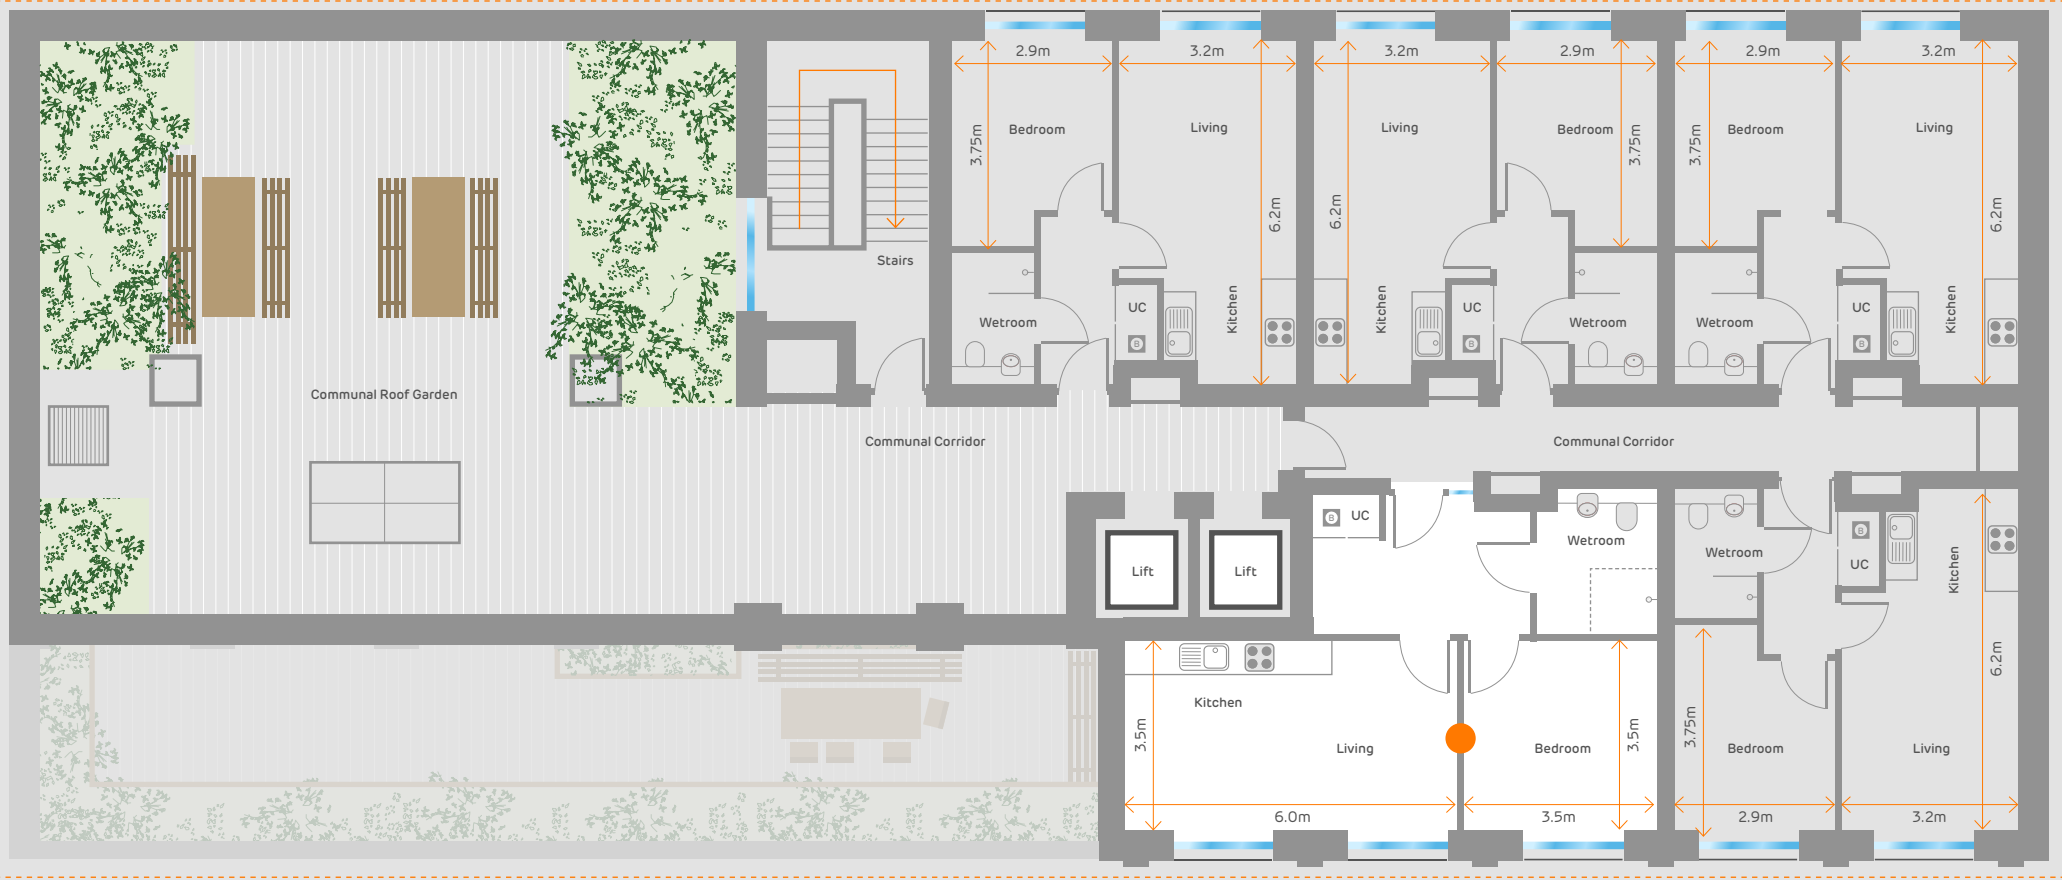 2.9m
3.2m
3.2m
2.9m
2.9m
3.2m
Bedroom
Living
Living
Bedroom
Bedroom
Living
3.75m
3.75m
3.75m
6.2m
6.2m
6.2m
Stairs
Kitchen
Kitchen
Kitchen
UC
UC
UC
Wetroom
Wetroom
Wetroom
B
B
B
Communal Roof Garden
Communal Corridor
Communal Corridor
B
UC
B
Wetroom
Wetroom
UC
Kitchen
Lift
Lift
6.2m
Kitchen
3.5m
3.5m
3.75m
Living
Bedroom
Bedroom
Living
6.0m
3.5m
2.9m
3.2m